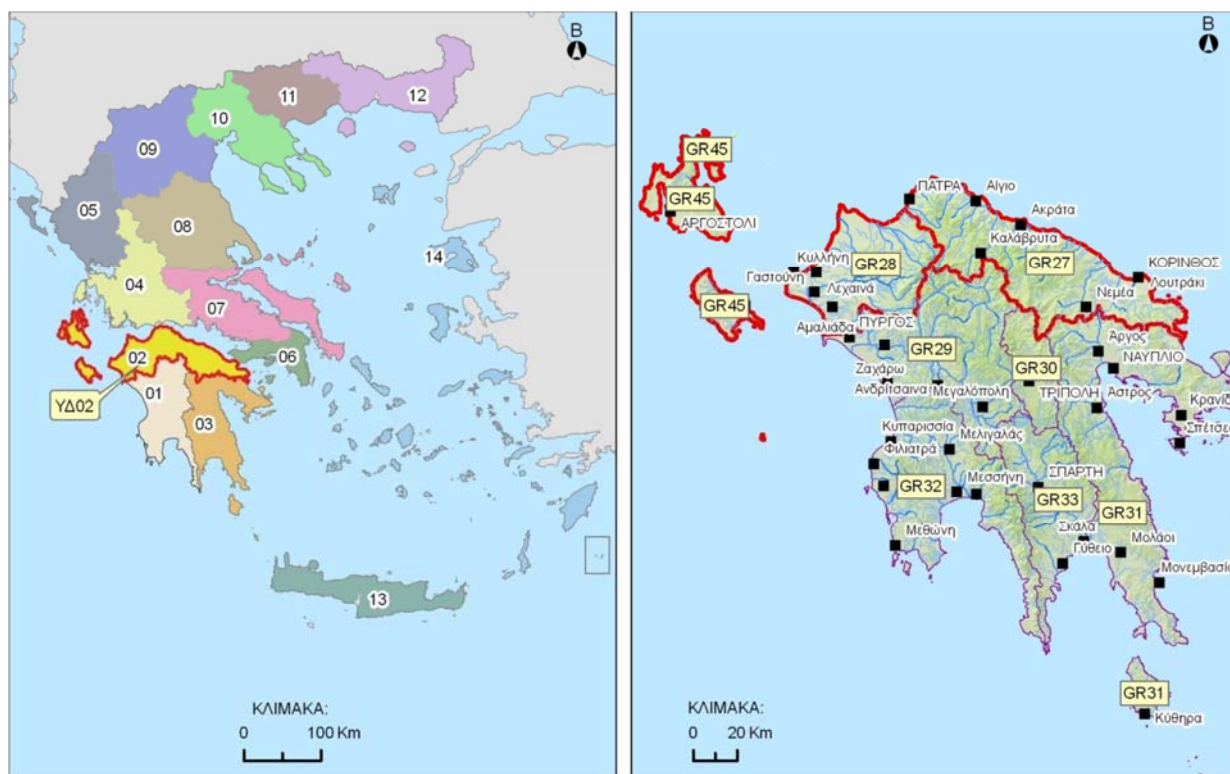 Β
11
12
10
09
05
08
14
04
07
06
02
ΥΔ02
01
03
13
ΚΛΙΜΑΚΑ:
0 100 Km
Β
GR45
GR45
ΑΡΓΟΣΤΟΛΙ
GR45
ΠΑΤΡΑ
Αίγιο
Ακράτα
Καλάβρυτα
Κυλλήνη
GR28
GR27
ΚΟΡΙΝΘΟΣ
Γαστούνη
Λεχαινά
Λουτράκι
Νεμέα
Αμαλιάδα
ΠΥΡΓΟΣ
Άργος
GR29
ΝΑΥΠΛΙΟ
Ζαχάρω
GR30
Ανδρίτσαινα
Μεγαλόπολη
ΤΡΙΠΟΛΗ
Άστρος
Κρανίδ
Σπέτσες
Κυπαρισσία
Μελιγαλάς
Φιλιατρά
ΣΠΑΡΤΗ
GR32
Μεσσήνη
GR33
GR31
Σκάλα
Μεθώνη
Γύθειο
Μολάοι
Μονεμβασία
GR31
Κύθηρα
ΚΛΙΜΑΚΑ:
0 20 Km